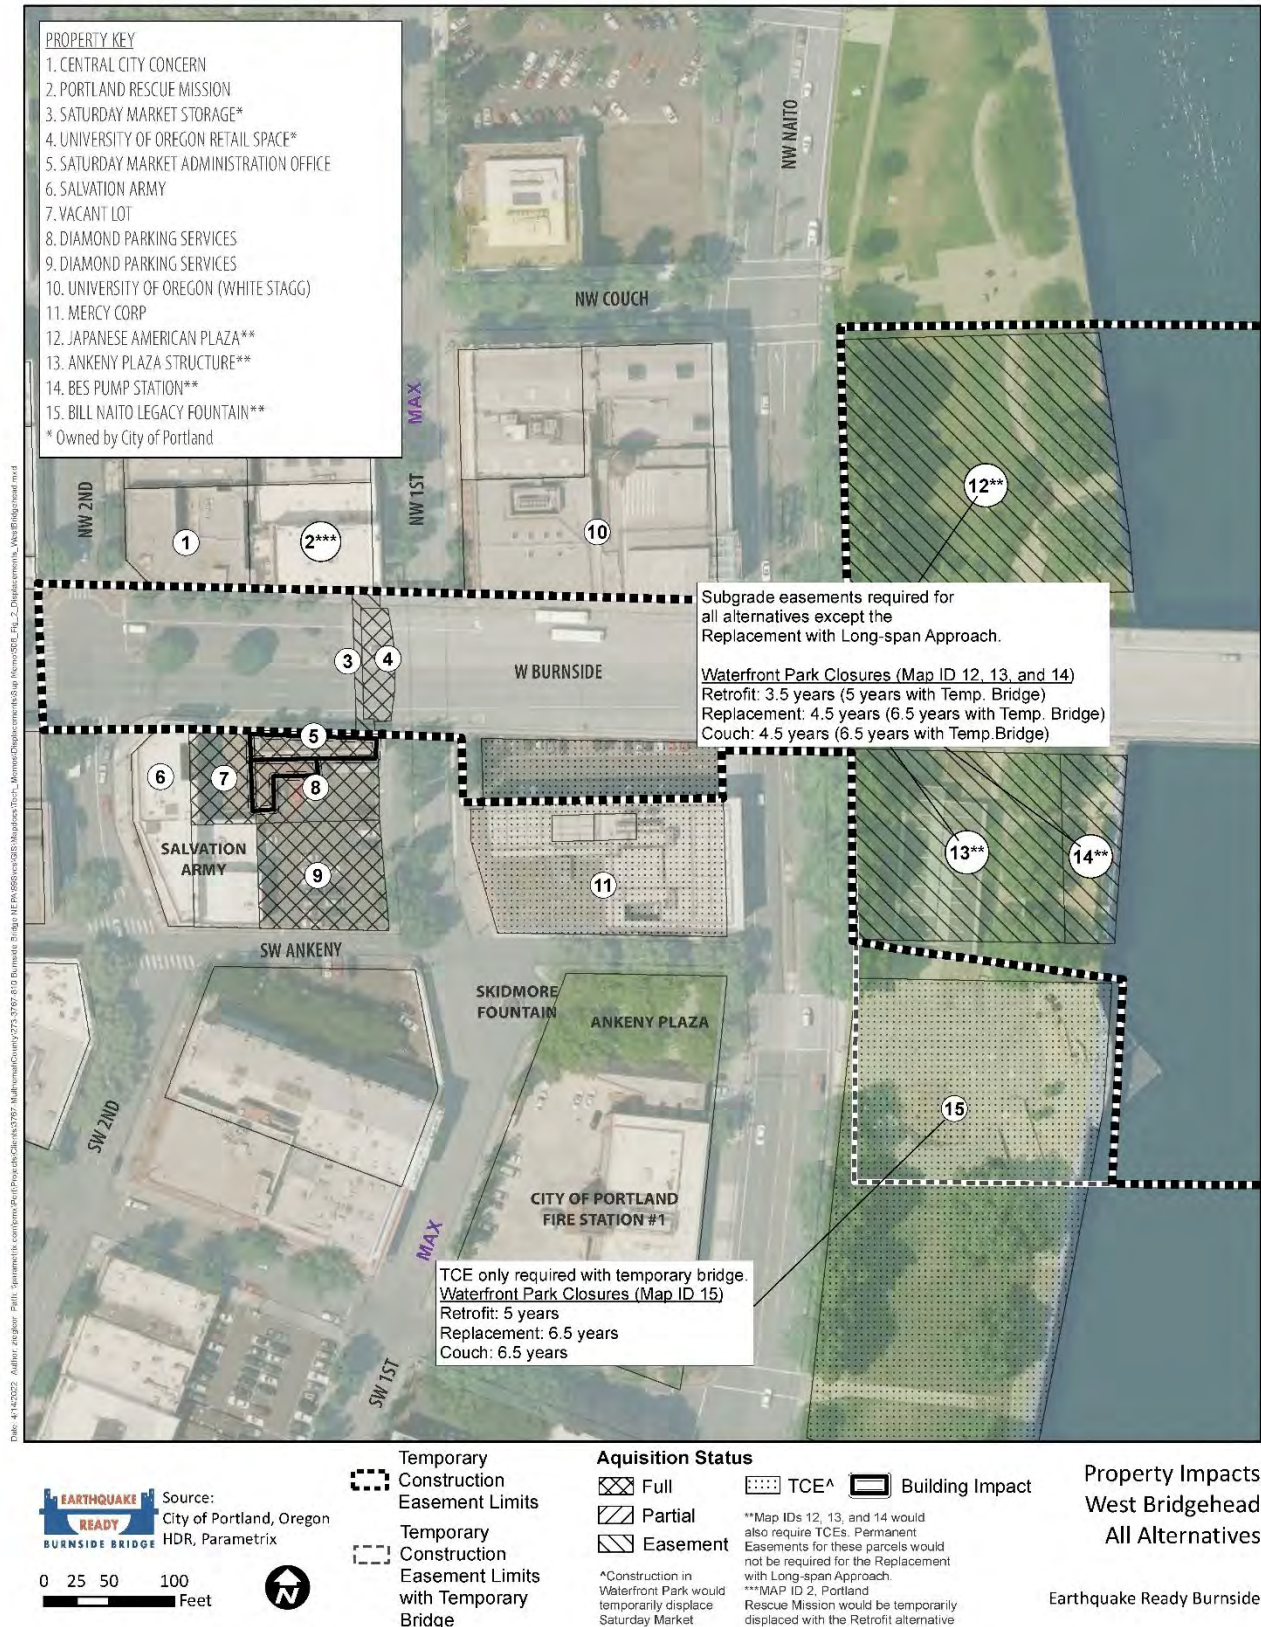 PROPERTY KEY
1. CENTRAL CITY CONCERN
2. PORTLAND RESCUE MISSION
3. SATURDAY MARKET STORAGE*
4. UNIVERSITY OF OREGON RETAIL SPACE*
5. SATURDAY MARKET ADMINISTRATION OFFICE
6. SALVATION ARMY
7. VACANT LOT
8. DIAMOND PARKING SERVICES
9. DIAMOND PARKING SERVICES
10. UNIVERSITY OF OREGON (WHITE STAGG)
11. MERCY CORP
12. JAPANESE AMERICAN PLAZA**
13. ANKENY PLAZA STRUCTURE**
14. BES PUMP STATION**
15. BILL NAITO LEGACY FOUNTAIN**
* Owned by City of Portland
NW NAITO
NW COUCH
MAX
NW 2ND
NW 1ST
1
2***
10
12**
Subgrade easements required for
all alternatives except the
Replacement with Long-span Approach.
Waterfront Park Closures (Map ID 12, 13, and 14)
Retrofit: 3.5 years (5 years with Temp. Bridge)
Replacement: 4.5 years (6.5 years with Temp. Bridge)
Couch: 4.5 years (6.5 years with Temp.Bridge)
3
4
W BURNSIDE
5
6
7
8
SALVATION
ARMY
9
11
13**
14**
SW ANKENY
SKIDMORE
FOUNTAIN
ANKENY PLAZA
15
SW 2ND
CITY OF PORTLAND
FIRE STATION #1
MAX
TCE only required with temporary bridge.
Waterfront Park Closures (Map ID 15)
Retrofit: 5 years
Replacement: 6.5 years
Couch: 6.5 years
SW 1ST
EARTHQUAKE
READY
BURNSIDE BRIDGE
Source:
City of Portland, Oregon
HDR, Parametrix
0 25 50 100
Feet
N
Temporary
Construction
Easement Limits
Temporary
Construction
Easement Limits
with Temporary
Bridge
Aquisition Status
Full
Partial
Easement
TCE^
Building Impact
^Construction in
Waterfront Park would
temporarily displace
Saturday Market
**Map IDs 12, 13, and 14 would
also require TCEs. Permanent
Easements for these parcels would
not be required for the Replacement
with Long-span Approach.
***MAP ID 2, Portland
Rescue Mission would be temporarily
displaced with the Retrofit alternative
Property Impacts
West Bridgehead
All Alternatives
Earthquake Ready Burnside